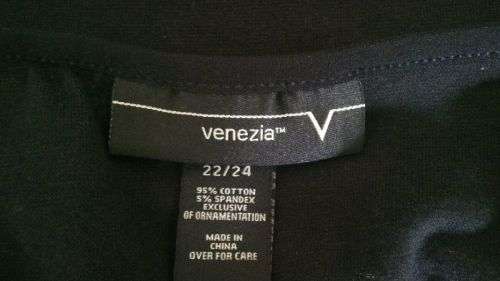 venezia™
22/24
95% COTTON
5% SPANDEX
EXCLUSIVE
OF ORNAMENTATION
MADE IN
CHINA
OVER FOR CARE